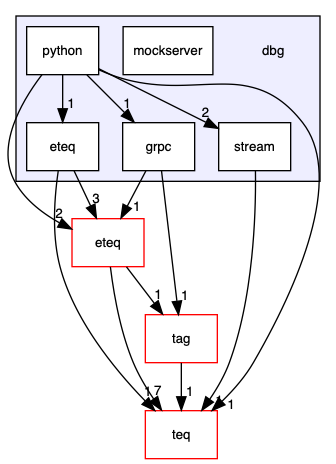 python
mockserver
dbg
1
1
2
eteq
grpc
stream
3
1
2
eteq
1
1
tag
1
7
1
1
1
teq